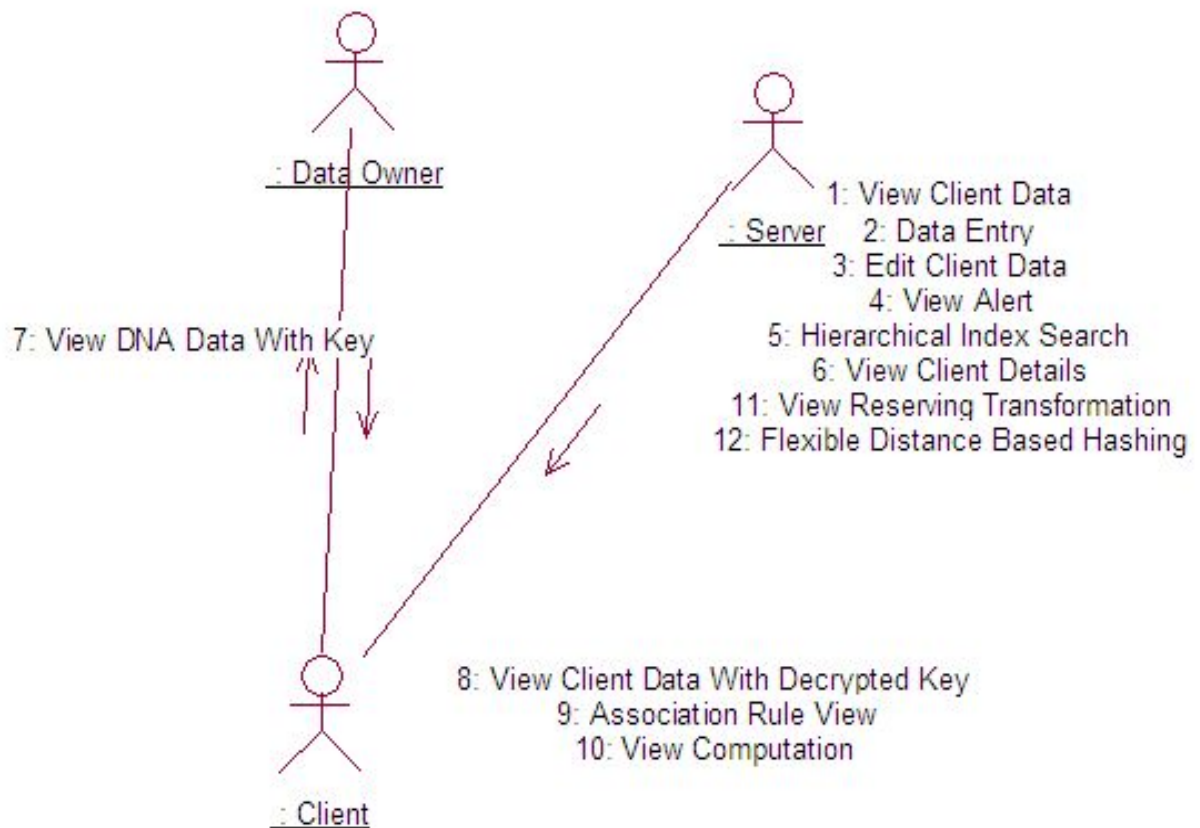 : Data Owner
: Server
1: View Client Data
2: Data Entry
3: Edit Client Data
4: View Alert
5: Hierarchical Index Search
6: View Client Details
11: View Reserving Transformation
12: Flexible Distance Based Hashing
7: View DNA Data With Key
8: View Client Data With Decrypted Key
9: Association Rule View
10: View Computation
: Client